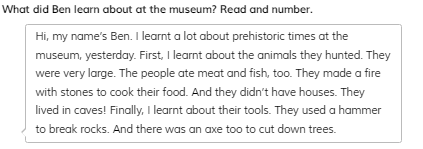 What did Ben learn about at the museum? Read and number.
Hi, my name's Ben. I learnt a lot about prehistoric times at the
museum, yesterday. First, I learnt about the animals they hunted. They
were very large. The people ate meat and fish, too. They made a fire
with stones to cook their food. And they didn't have houses. They
lived in caves! Finally, I learnt about their tools. They used a hammer
to break rocks. And there was an axe too to cut down trees.